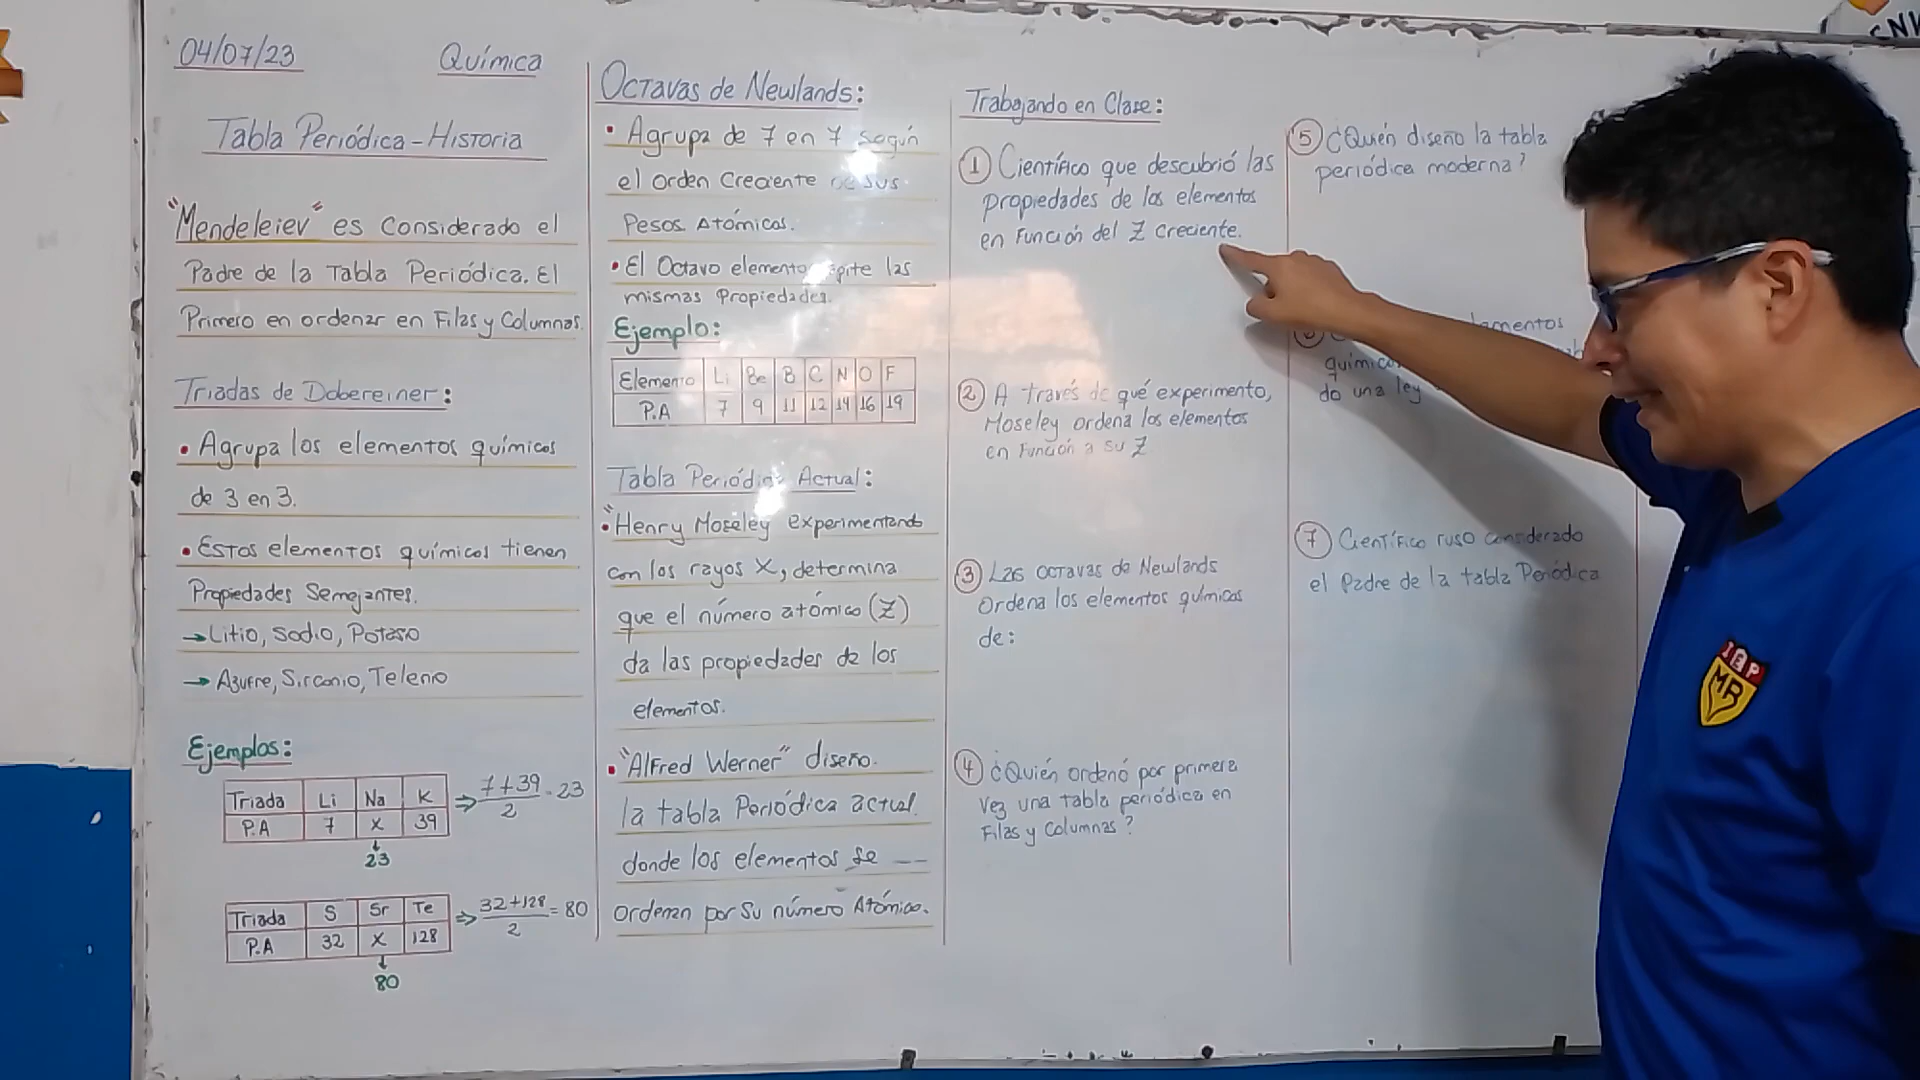 04/07/23 Química
Tabla Periódica - Historia
"Mendeleiev" es Considerado el
Padre de la Tabla Periódica. El
Primero en ordenar en Filas y Columnas.
Triadas de Dobereiner:
• Agrupa los elementos químicos
de 3 en 3.
• Estos elementos químicos tienen
Propiedades Semejantes.
→ Litio, Sodio, Potasio
→ Azufre, Sirconio, Telerio
Ejemplos:
Triada Li Na K
P.A 7 X 39
⇒ 7+39/2 = 23
↓
23
Triada S Sr Te
P.A 32 X 128
⇒ 32+128/2 = 80
↓
80
Octavas de Newlands:
• Agrupa de 7 en 7 según
el Orden Creciente de sus
Pesos Atómicos.
• El Octavo elemento las
mismas Propiedades.
Ejemplo:
Elemento Li Be B C N O F
P.A 7 9 11 12 14 16 19
Tabla Periódica Actual:
• "Henry Moseley experimentando
con los rayos X, determina
que el número atómico (Z)
da las propiedades de los
elementos.
• "Alfred Werner" diseño.
la tabla Periódica actual.
donde los elementos se __
ordenan por Su número Atómico.
Trabajando en Clase:
① Científico que descubrió las
propiedades de los elementos
en Función del Z creciente.
② A través de qué experimento,
Moseley ordena los elementos
en Función a su Z
③ Las octavas de Newlands
Ordena los elementos químicos
de:
④ ¿Quién ordenó por primera
Vez una tabla periódica en
Filas y Columnas?
⑤ ¿Quién diseño la tabla
periódica moderna?
químicos
do una ley
⑦ Científico ruso considerado
el Padre de la tabla Periódica
I E P
MB